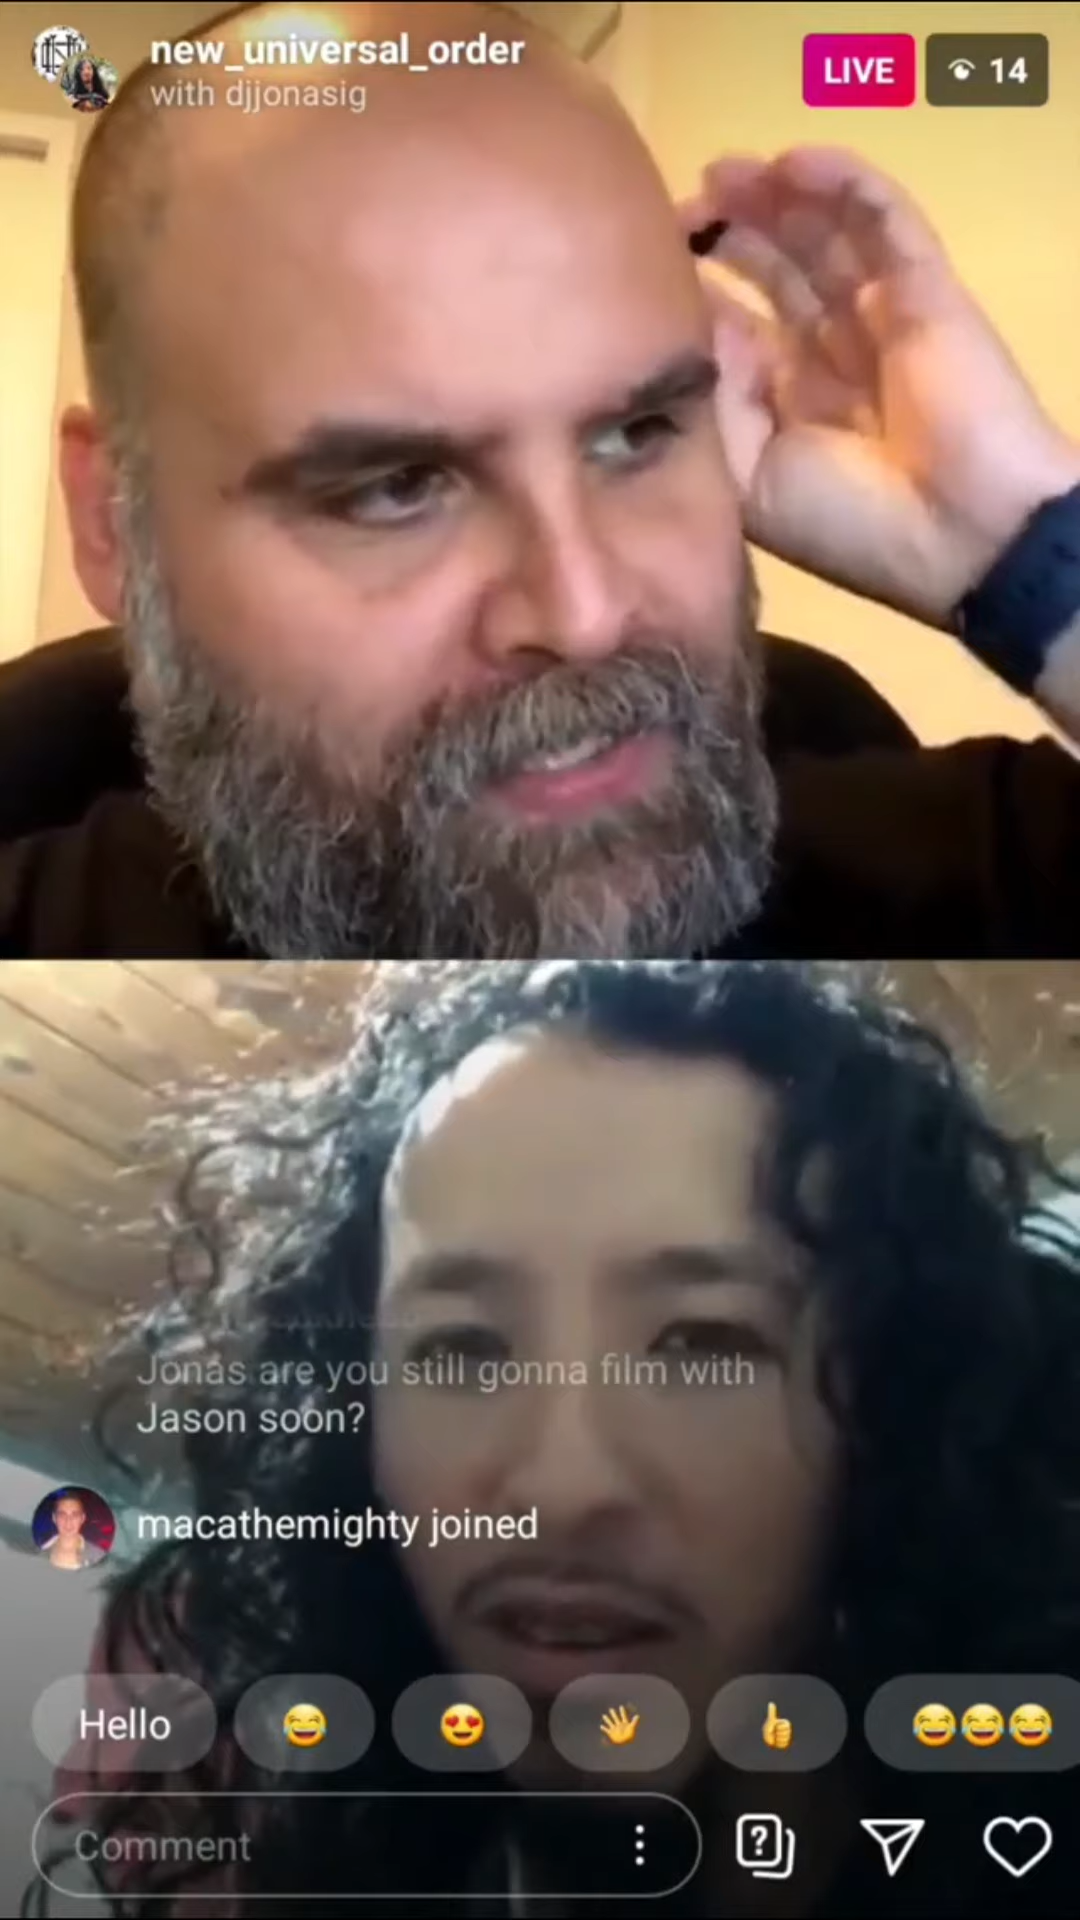 new_universal_order
with djjonasig
LIVE
14
Jonas are you still gonna film with
Jason soon?
macathemighty joined
Hello
Comment